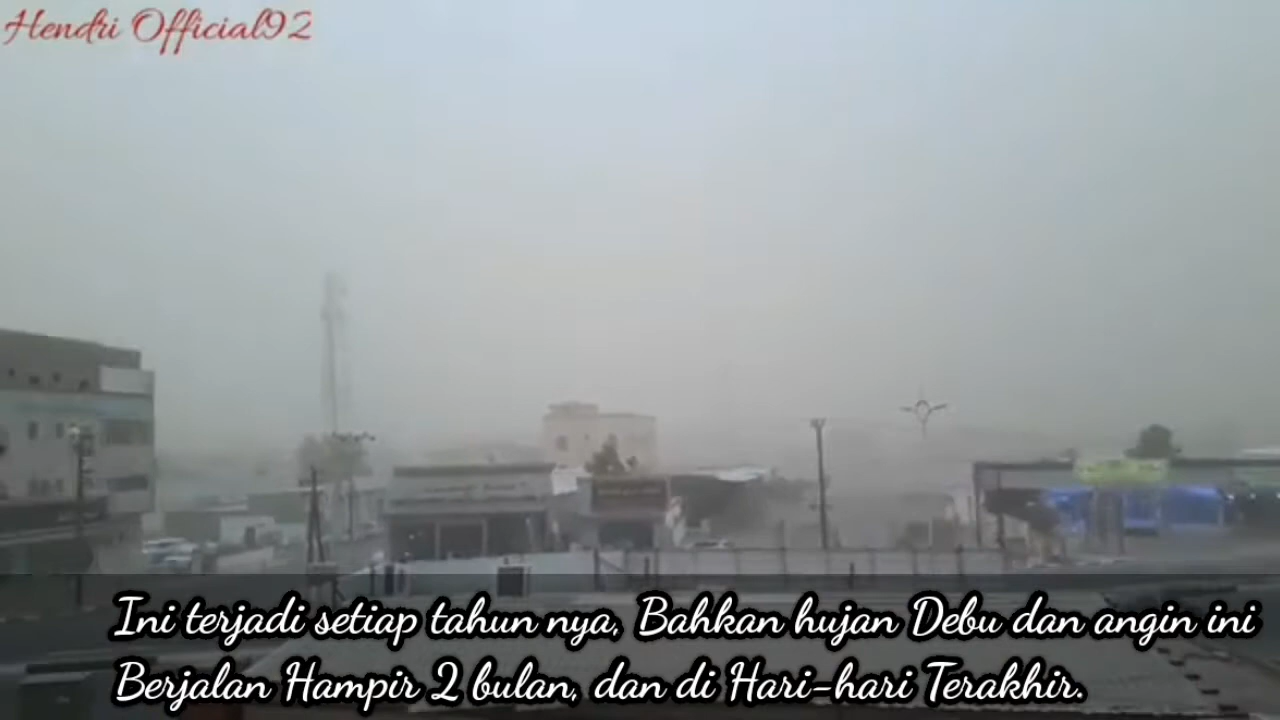 Hendri Official92
Ini terjadi setiap tahun nya, Bahkan hujan Debu dan angin ini
Berjalan Hampir 2 bulan, dan di Hari-hari Terakhir.